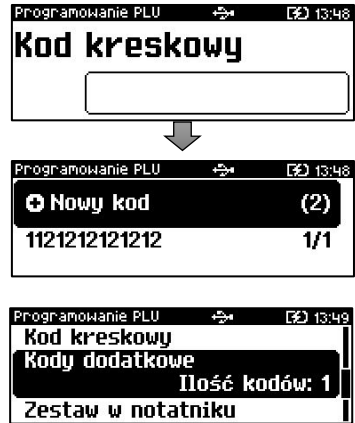 Programowanie PLU 13:48
Kod kreskowy
Programowanie PLU 13:48
Nowy kod (2)
1121212121212 1/1
Programowanie PLU 13:49
Kod kreskowy
Kody dodatkowe
Ilość kodów: 1
Zestaw w notatniku